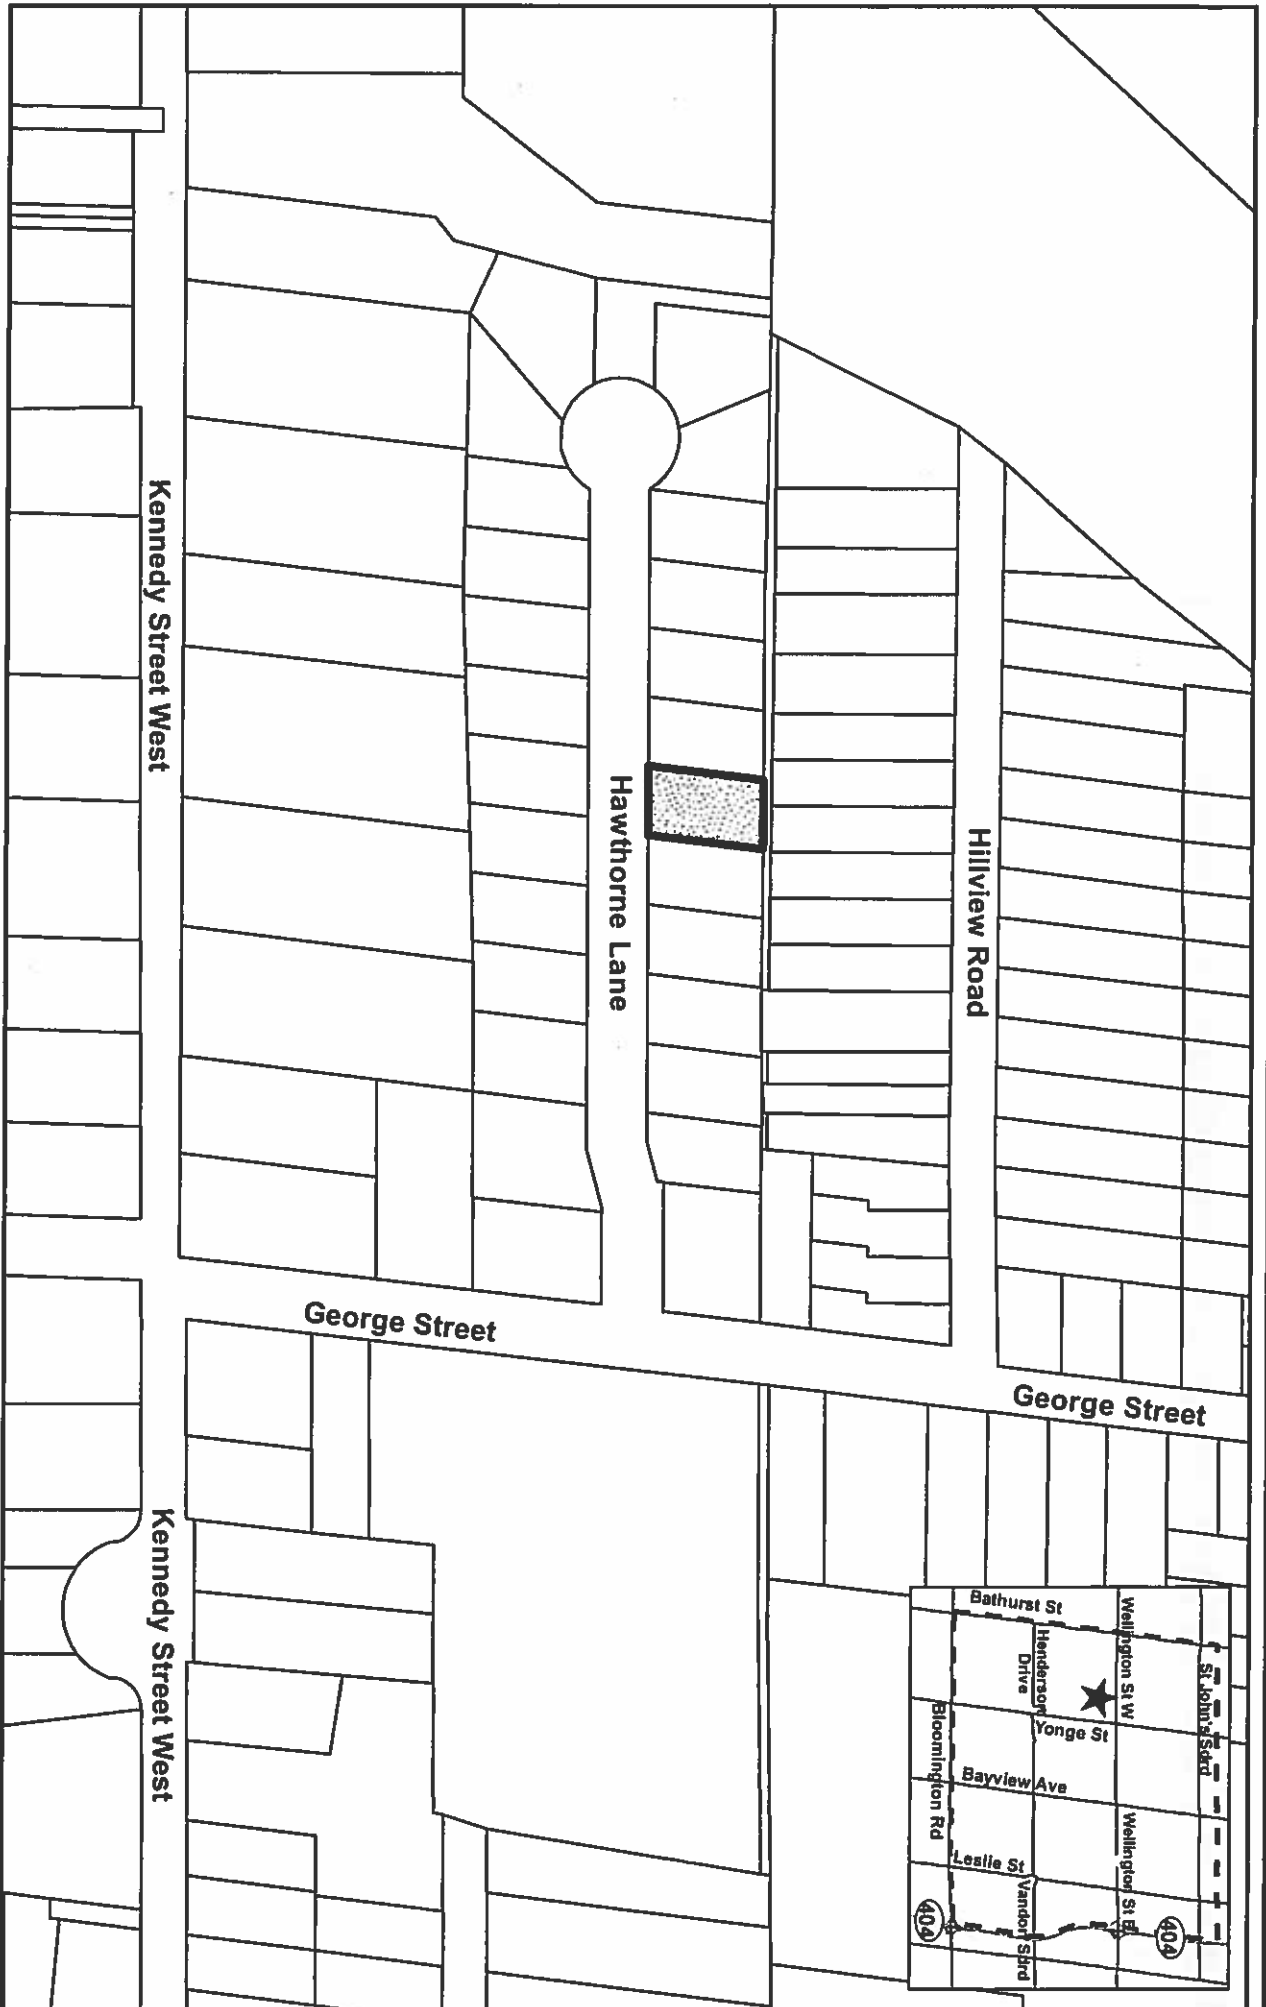 Hillview Road
Hawthorne Lane
Kennedy Street West
George Street
George Street
Kennedy Street West
St John's Sdrd
Wellington St W
Wellington St E
Henderson
Drive
Vandorf Sdrd
Bloomington Rd
Bathurst St
Yonge St
Bayview Ave
Leslie St
404
404